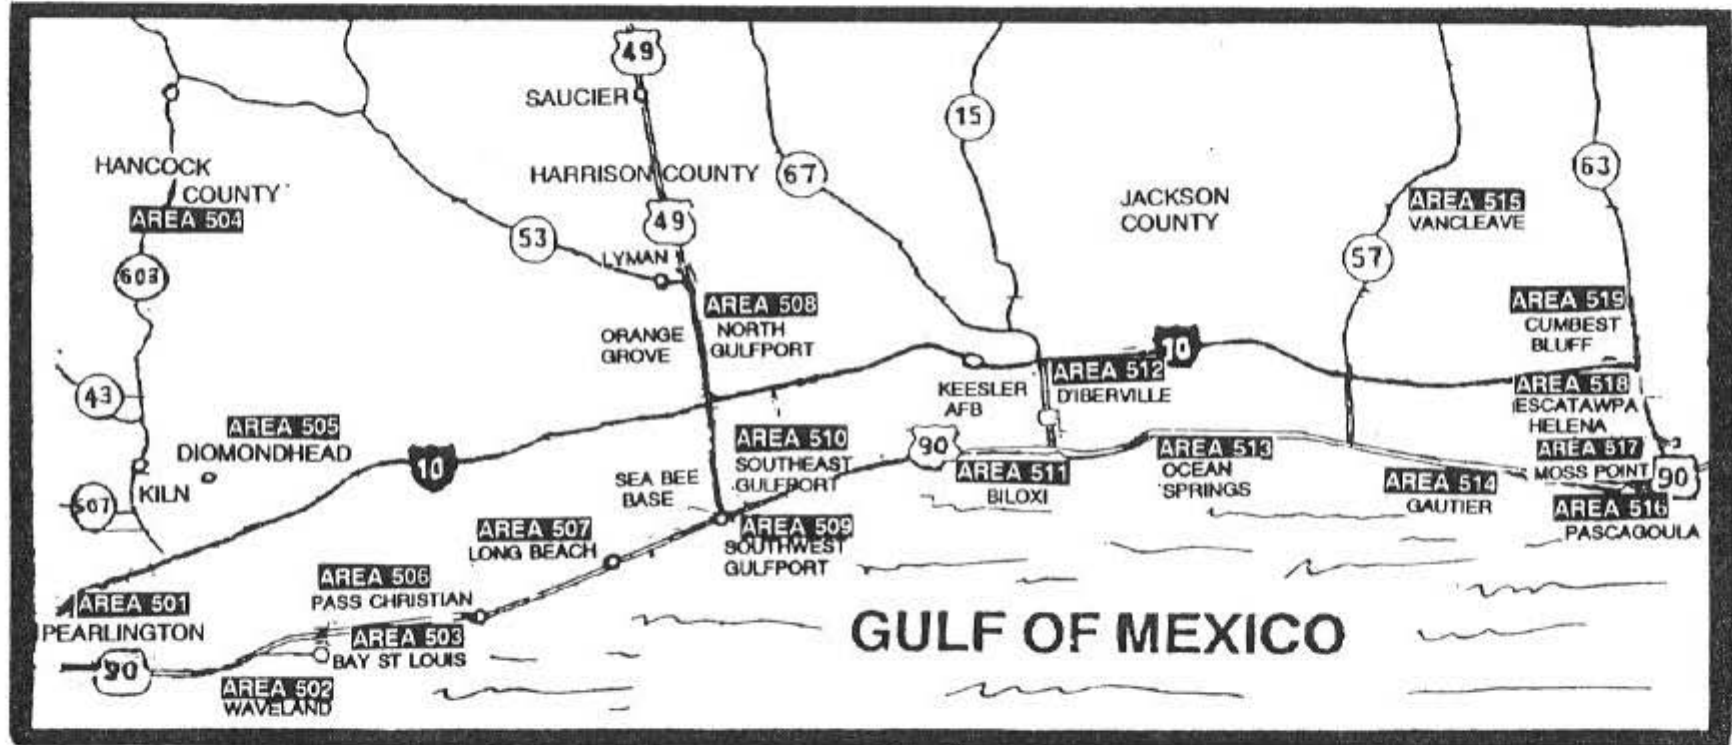 49
SAUCIER
15
HANCOCK
COUNTY
AREA 504
HARRISON COUNTY
67
63
JACKSON
COUNTY
AREA 515
VANCLEAVE
49
53
LYMAN
57
603
AREA 508
NORTH
GULFPORT
ORANGE
GROVE
AREA 519
CUMBEST
BLUFF
10
43
KEESLER
AFB
AREA 512
D'IBERVILLE
AREA 518
ESCATAWPA
HELENA
AREA 505
DIOMONDHEAD
10
AREA 510
SOUTHEAST
GULFPORT
90
AREA 511
BILOXI
AREA 513
OCEAN
SPRINGS
AREA 517
MOSS POINT
90
KILN
607
SEA BEE
BASE
AREA 514
GAUTIER
AREA 516
PASCAGOULA
AREA 507
LONG BEACH
AREA 509
SOUTHWEST
GULFPORT
AREA 506
PASS CHRISTIAN
AREA 501
PEARLINGTON
AREA 503
BAY ST LOUIS
GULF OF MEXICO
90
AREA 502
WAVELAND